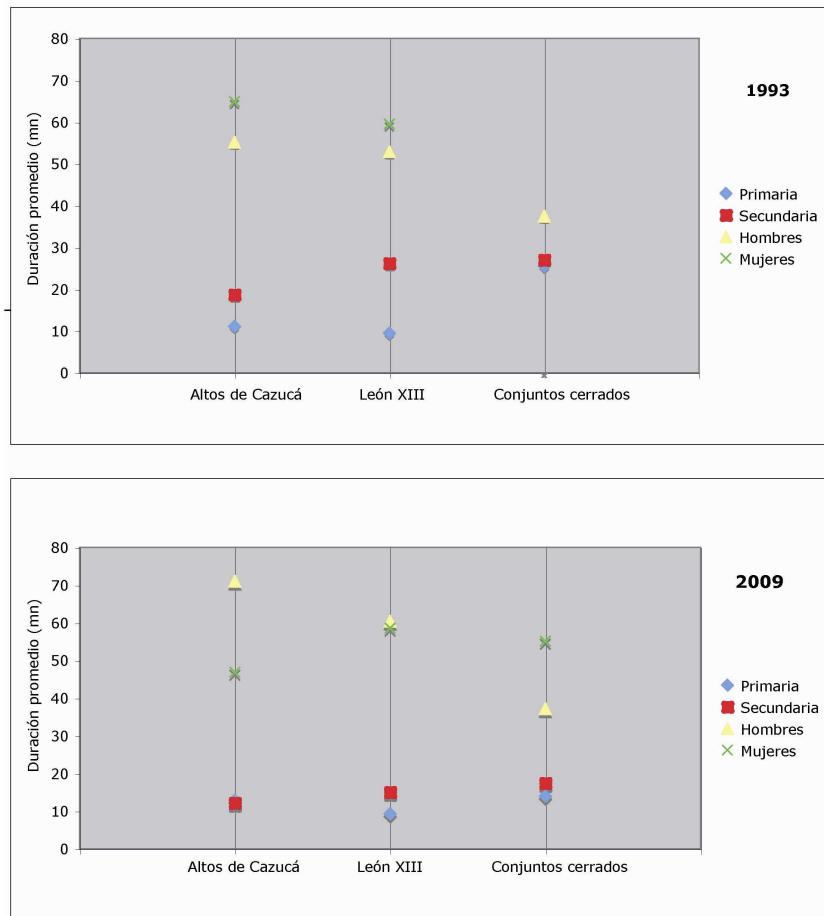 1993
Duración promedio (mn)
80
70
60
50
40
30
20
10
0
Altos de Cazucá León XIII Conjuntos cerrados
Primaria
Secundaria
Hombres
Mujeres
2009
Duración promedio (mn)
80
70
60
50
40
30
20
10
0
Altos de Cazucá León XIII Conjuntos cerrados
Primaria
Secundaria
Hombres
Mujeres